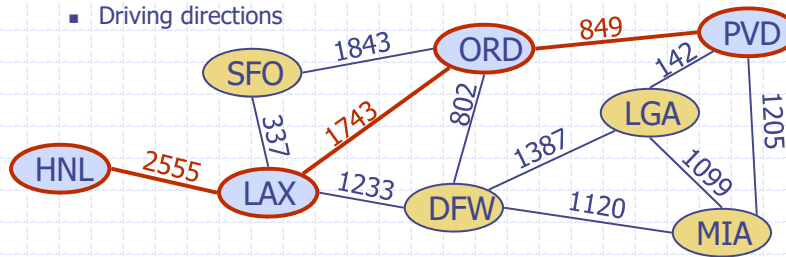 ▪ Driving directions
849
PVD
1843
ORD
SFO
142
802
LGA
1205
1743
337
1387
HNL
2555
1099
LAX
1233
DFW
1120
MIA